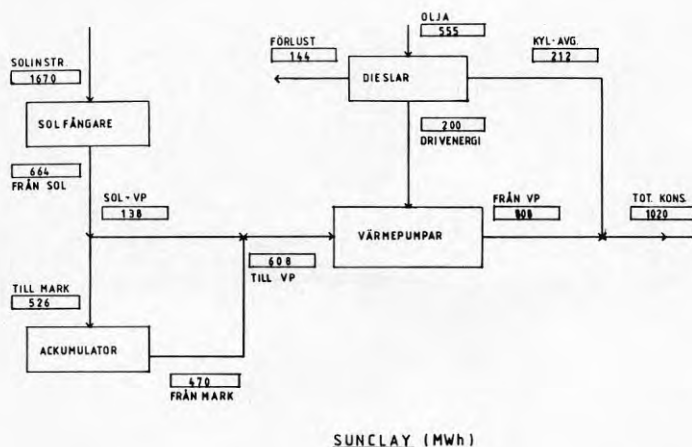 SOLINSTR.
1670
SOLFÅNGARE
664
FRÅN SOL
TILL MARK
526
ACKUMULATOR
SOL-VP
138
470
FRÅN MARK
608
TILL VP
FÖRLUST
144
OLJA
555
DIESLAR
200
DRIVENERGI
VÄRMEPUMPAR
KYL-AVG.
212
FRÅN VP
808
TOT. KONS.
1020
SUNCLAY (MWh)